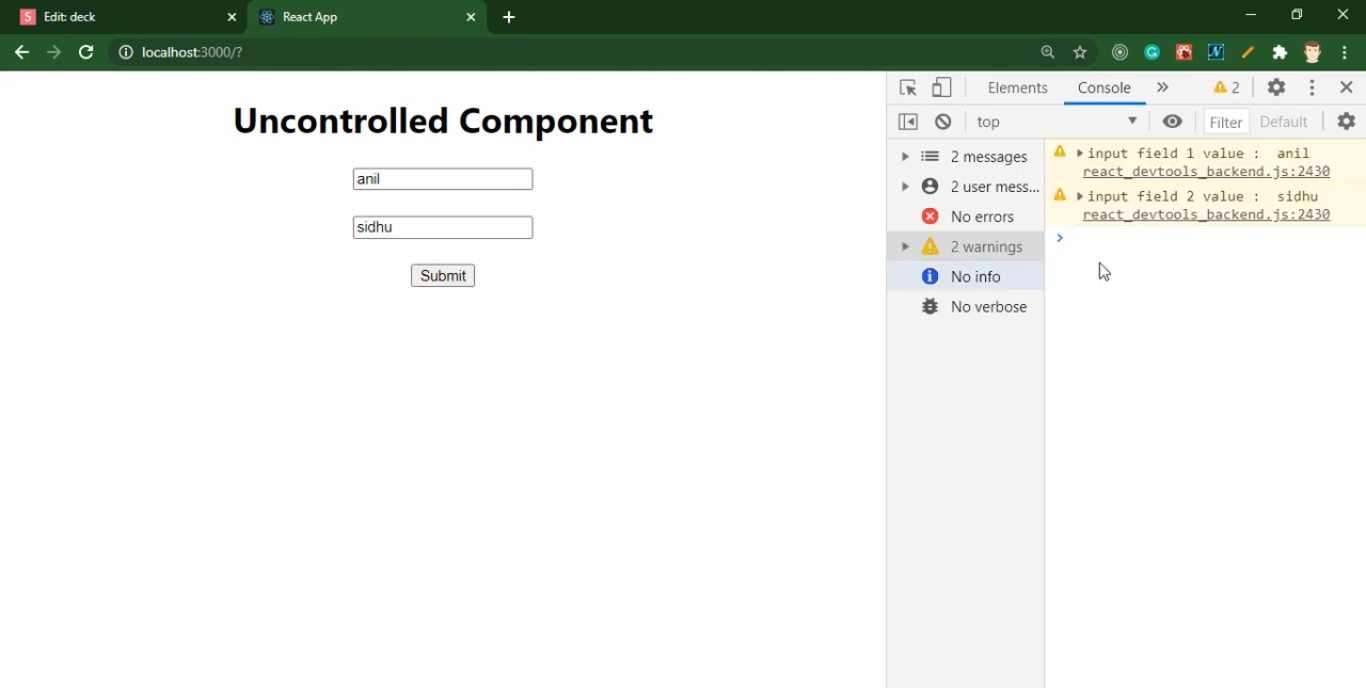 Edit: deck
React App
localhost:3000/?
Uncontrolled Component
anil
sidhu
Submit
Elements Console 2
top Filter Default
2 messages
2 user mess...
No errors
2 warnings
No info
No verbose
input field 1 value : anil
react_devtools_backend.js:2430
input field 2 value : sidhu
react_devtools_backend.js:2430